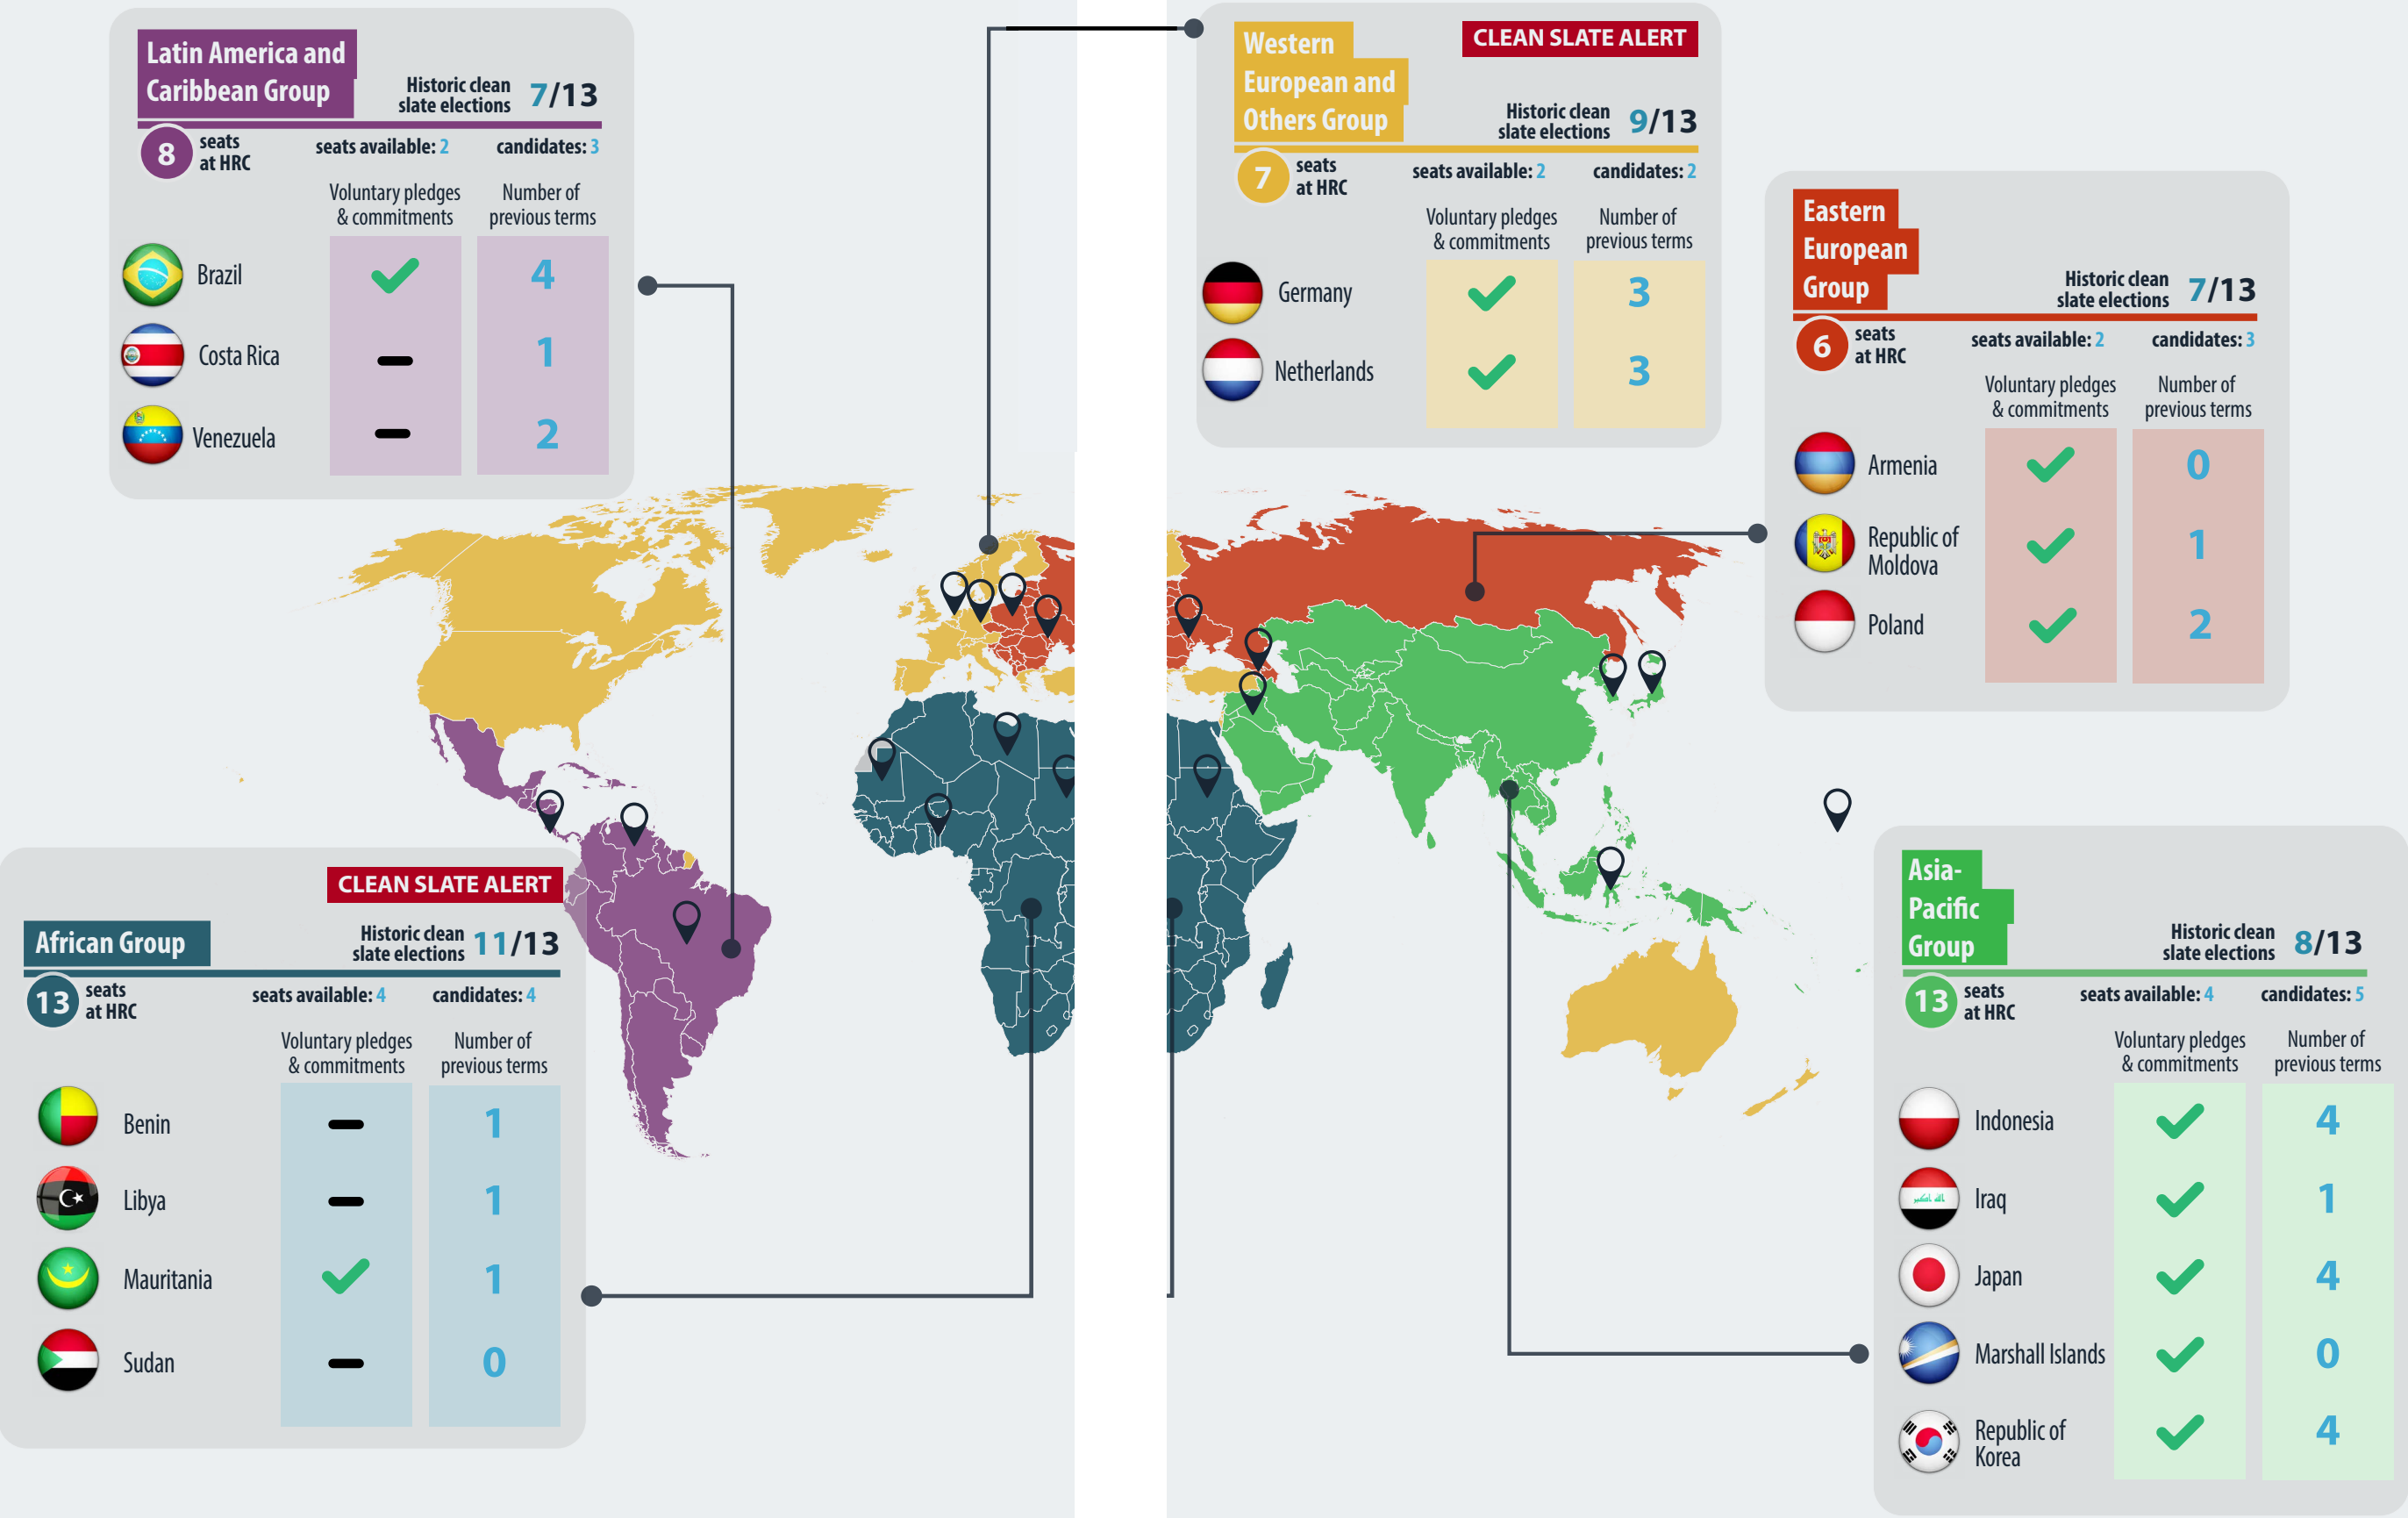 Latin America and
Caribbean Group
Historic clean
slate elections 7/13
8 seats
at HRC
seats available: 2 candidates: 3
Voluntary pledges
& commitments
Number of
previous terms
Brazil 4
Costa Rica 1
Venezuela 2
Western
European and
Others Group
CLEAN SLATE ALERT
Historic clean
slate elections 9/13
7 seats
at HRC
seats available: 2 candidates: 2
Voluntary pledges
& commitments
Number of
previous terms
Germany 3
Netherlands 3
Eastern
European
Group
Historic clean
slate elections 7/13
6 seats
at HRC
seats available: 2 candidates: 3
Voluntary pledges
& commitments
Number of
previous terms
Armenia 0
Republic of
Moldova 1
Poland 2
CLEAN SLATE ALERT
African Group
Historic clean
slate elections 11/13
13 seats
at HRC
seats available: 4 candidates: 4
Voluntary pledges
& commitments
Number of
previous terms
Benin 1
Libya 1
Mauritania 1
Sudan 0
Asia-
Pacific
Group
Historic clean
slate elections 8/13
13 seats
at HRC
seats available: 4 candidates: 5
Voluntary pledges
& commitments
Number of
previous terms
Indonesia 4
Iraq 1
Japan 4
Marshall Islands 0
Republic of
Korea 4